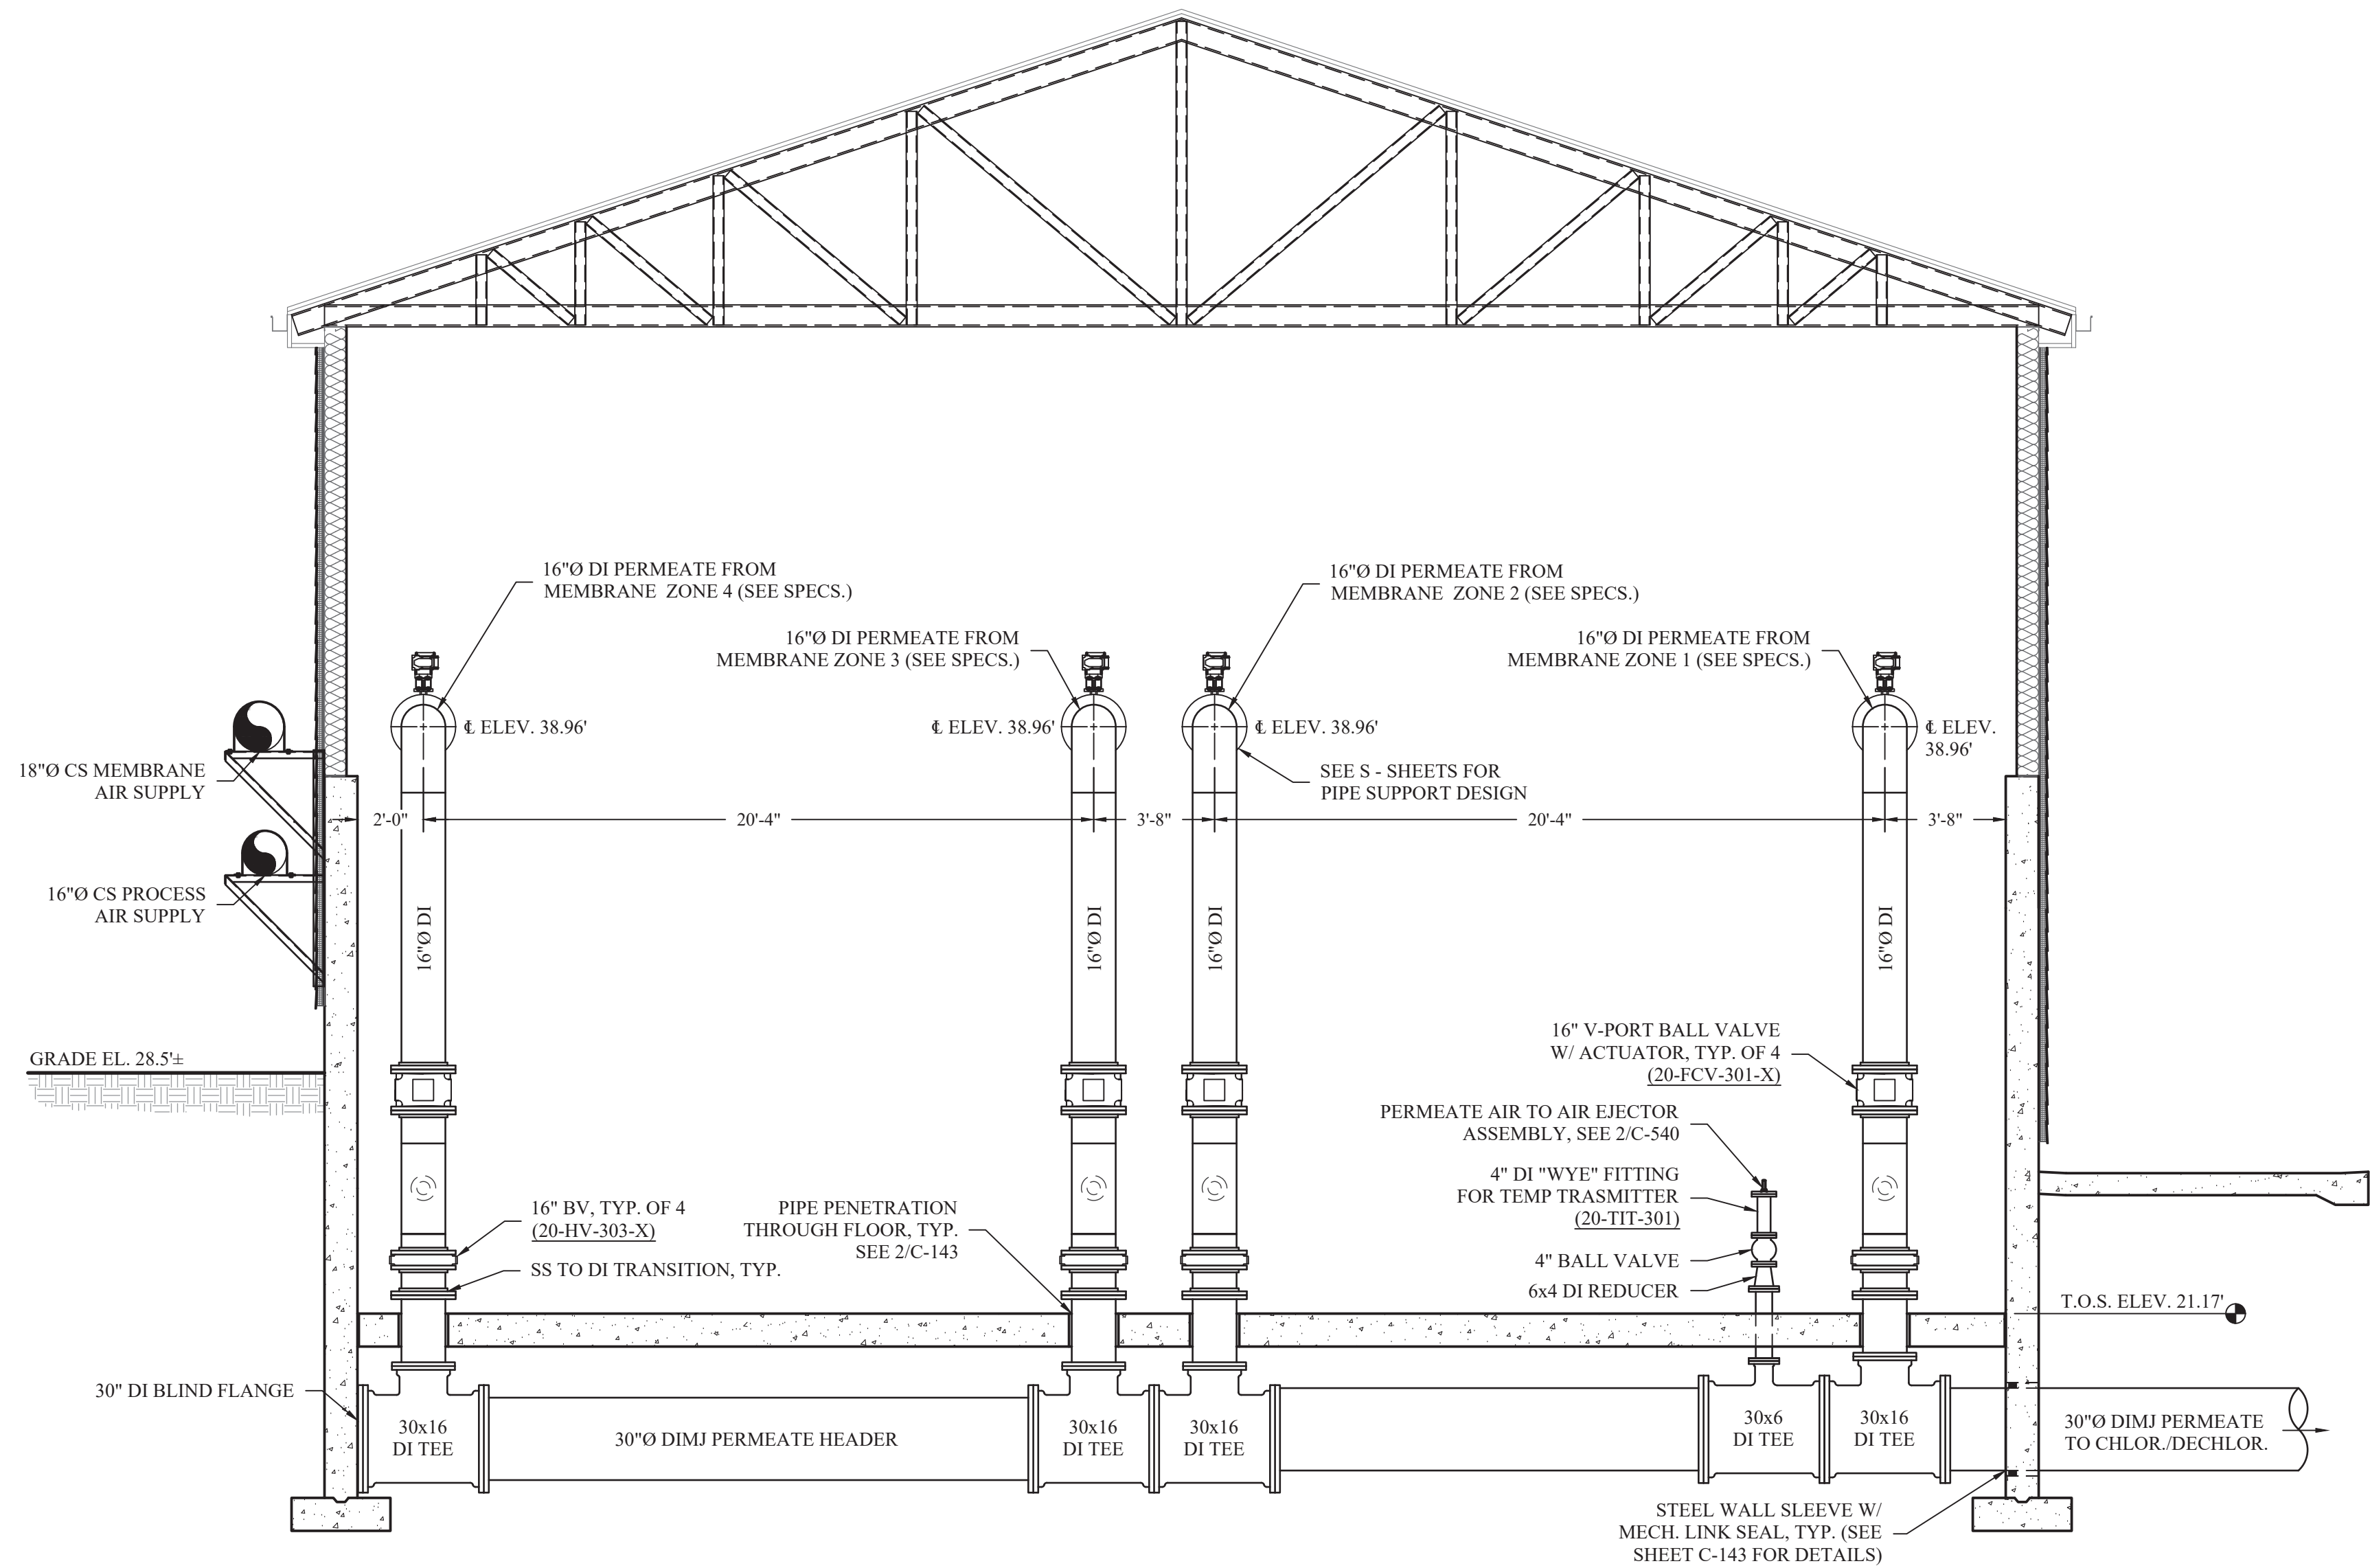 16"Ø DI PERMEATE FROM
MEMBRANE ZONE 4 (SEE SPECS.)
16"Ø DI PERMEATE FROM
MEMBRANE ZONE 2 (SEE SPECS.)
16"Ø DI PERMEATE FROM
MEMBRANE ZONE 3 (SEE SPECS.)
16"Ø DI PERMEATE FROM
MEMBRANE ZONE 1 (SEE SPECS.)
℄ ELEV. 38.96'
℄ ELEV. 38.96'
℄ ELEV. 38.96'
℄ ELEV.
38.96'
18"Ø CS MEMBRANE
AIR SUPPLY
SEE S - SHEETS FOR
PIPE SUPPORT DESIGN
2'-0"
20'-4"
3'-8"
20'-4"
3'-8"
16"Ø CS PROCESS
AIR SUPPLY
16"Ø DI
16"Ø DI
16"Ø DI
16"Ø DI
GRADE EL. 28.5'±
16" V-PORT BALL VALVE
W/ ACTUATOR, TYP. OF 4
(20-FCV-301-X)
PERMEATE AIR TO AIR EJECTOR
ASSEMBLY, SEE 2/C-540
4" DI "WYE" FITTING
FOR TEMP TRASMITTER
(20-TIT-301)
16" BV, TYP. OF 4
(20-HV-303-X)
PIPE PENETRATION
THROUGH FLOOR, TYP.
SEE 2/C-143
SS TO DI TRANSITION, TYP.
4" BALL VALVE
6x4 DI REDUCER
T.O.S. ELEV. 21.17'
30" DI BLIND FLANGE
30x16
DI TEE
30"Ø DIMJ PERMEATE HEADER
30x16
DI TEE
30x16
DI TEE
30x6
DI TEE
30x16
DI TEE
30"Ø DIMJ PERMEATE
TO CHLOR./DECHLOR.
STEEL WALL SLEEVE W/
MECH. LINK SEAL, TYP. (SEE
SHEET C-143 FOR DETAILS)